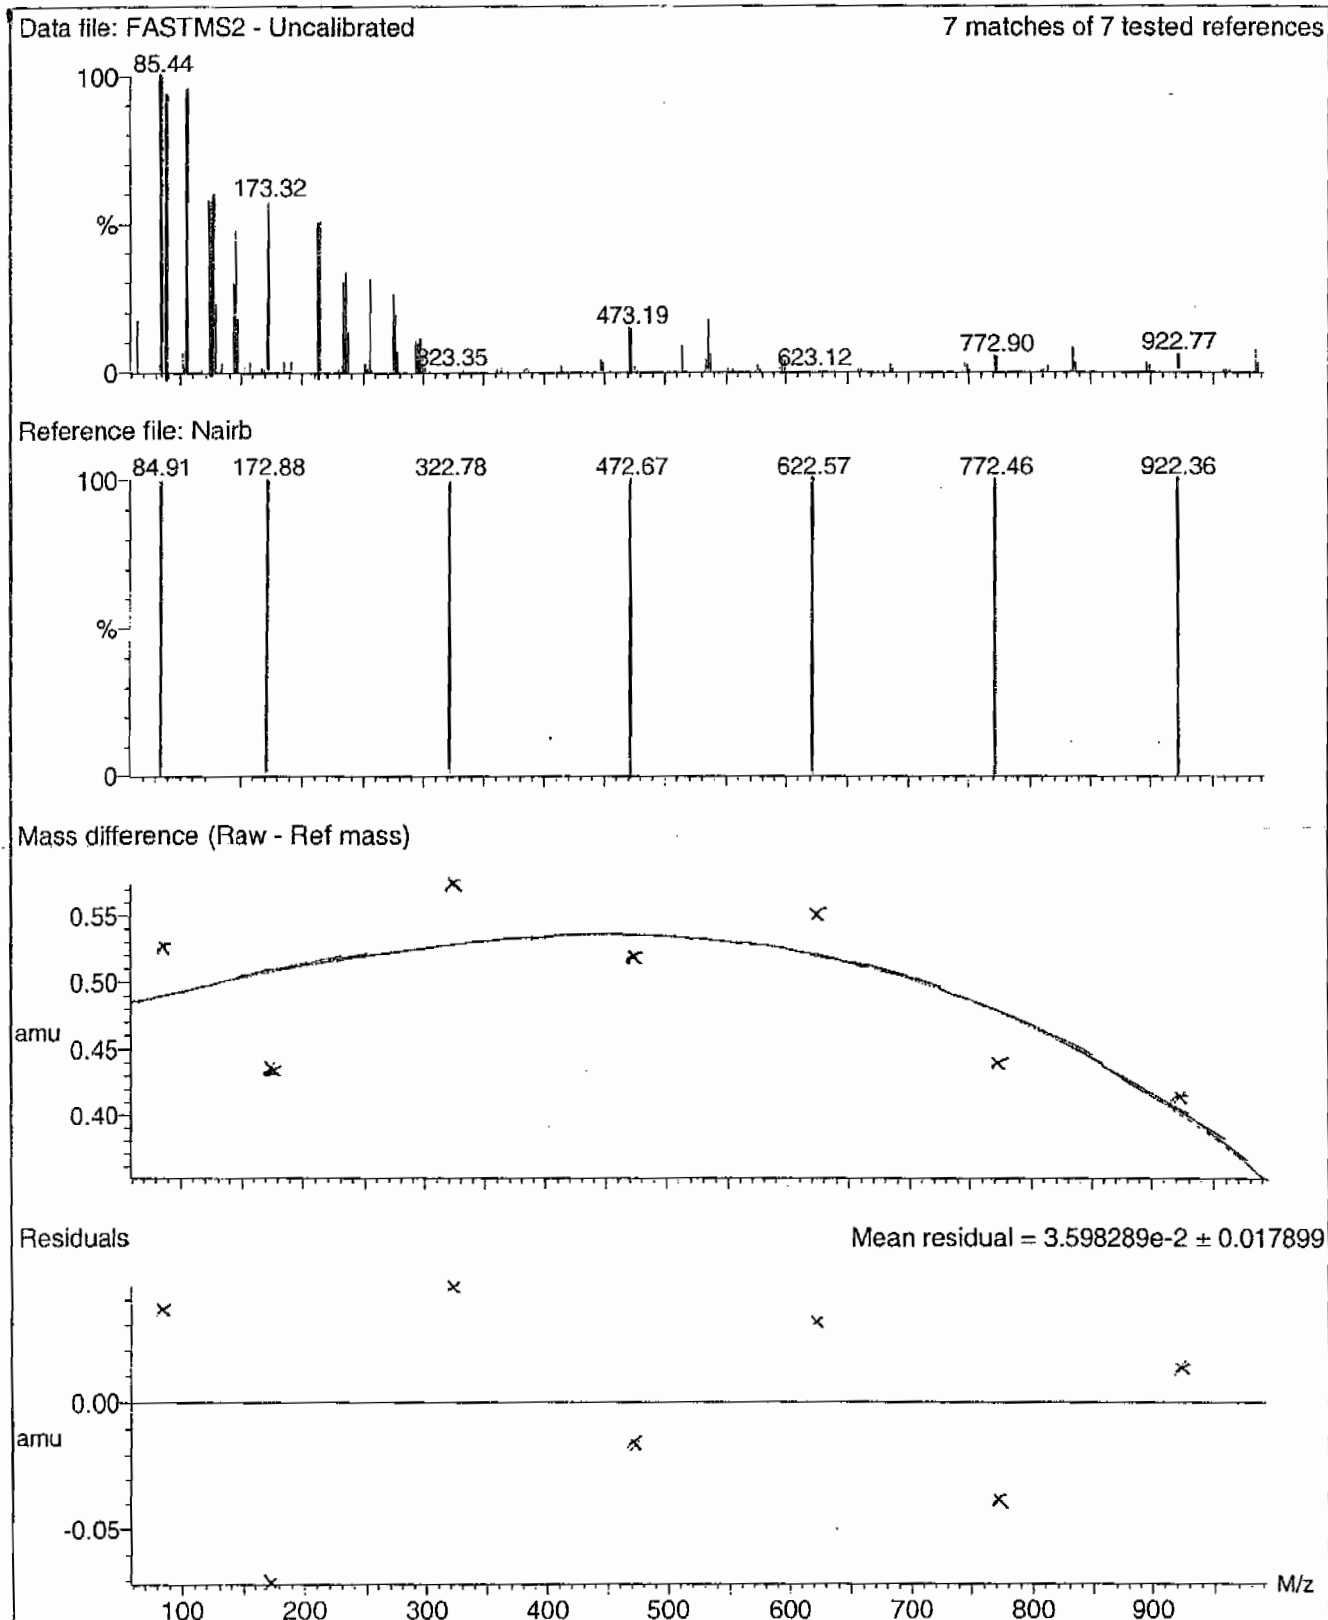 Data file: FASTMS2 - Uncalibrated 7 matches of 7 tested references
85.44
100
173.32
%
473.19
323.35 623.12 772.90 922.77
0
Reference file: Nairb
84.91 172.88 322.78 472.67 622.57 772.46 922.36
100
%
0
Mass difference (Raw - Ref mass)
0.55
0.50
amu
0.45
0.40
Residuals Mean residual = 3.598289e-2 ± 0.017899
0.00
amu
-0.05
M/z
100 200 300 400 500 600 700 800 900